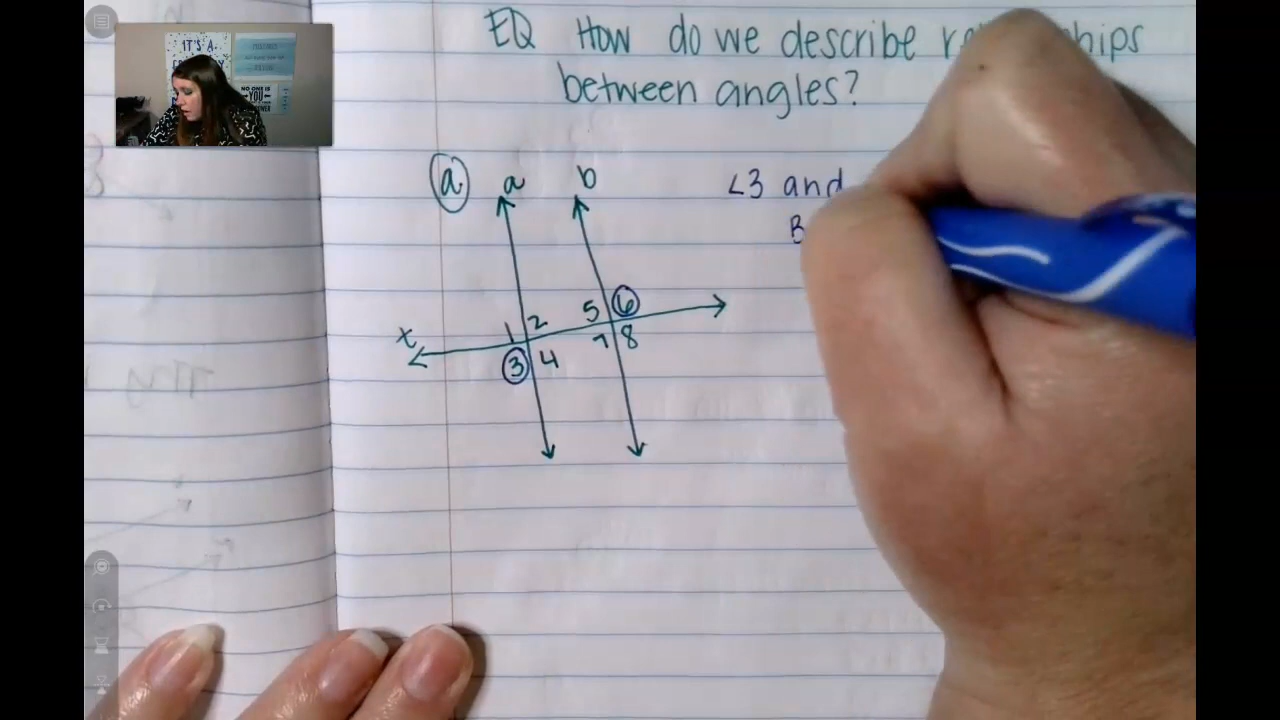 EQ How do we describe
between angles?
a
a b
∠3 and
B
t
1 2 5 6
3 4 7 8
IT'S A
NO ONE IS
YOU